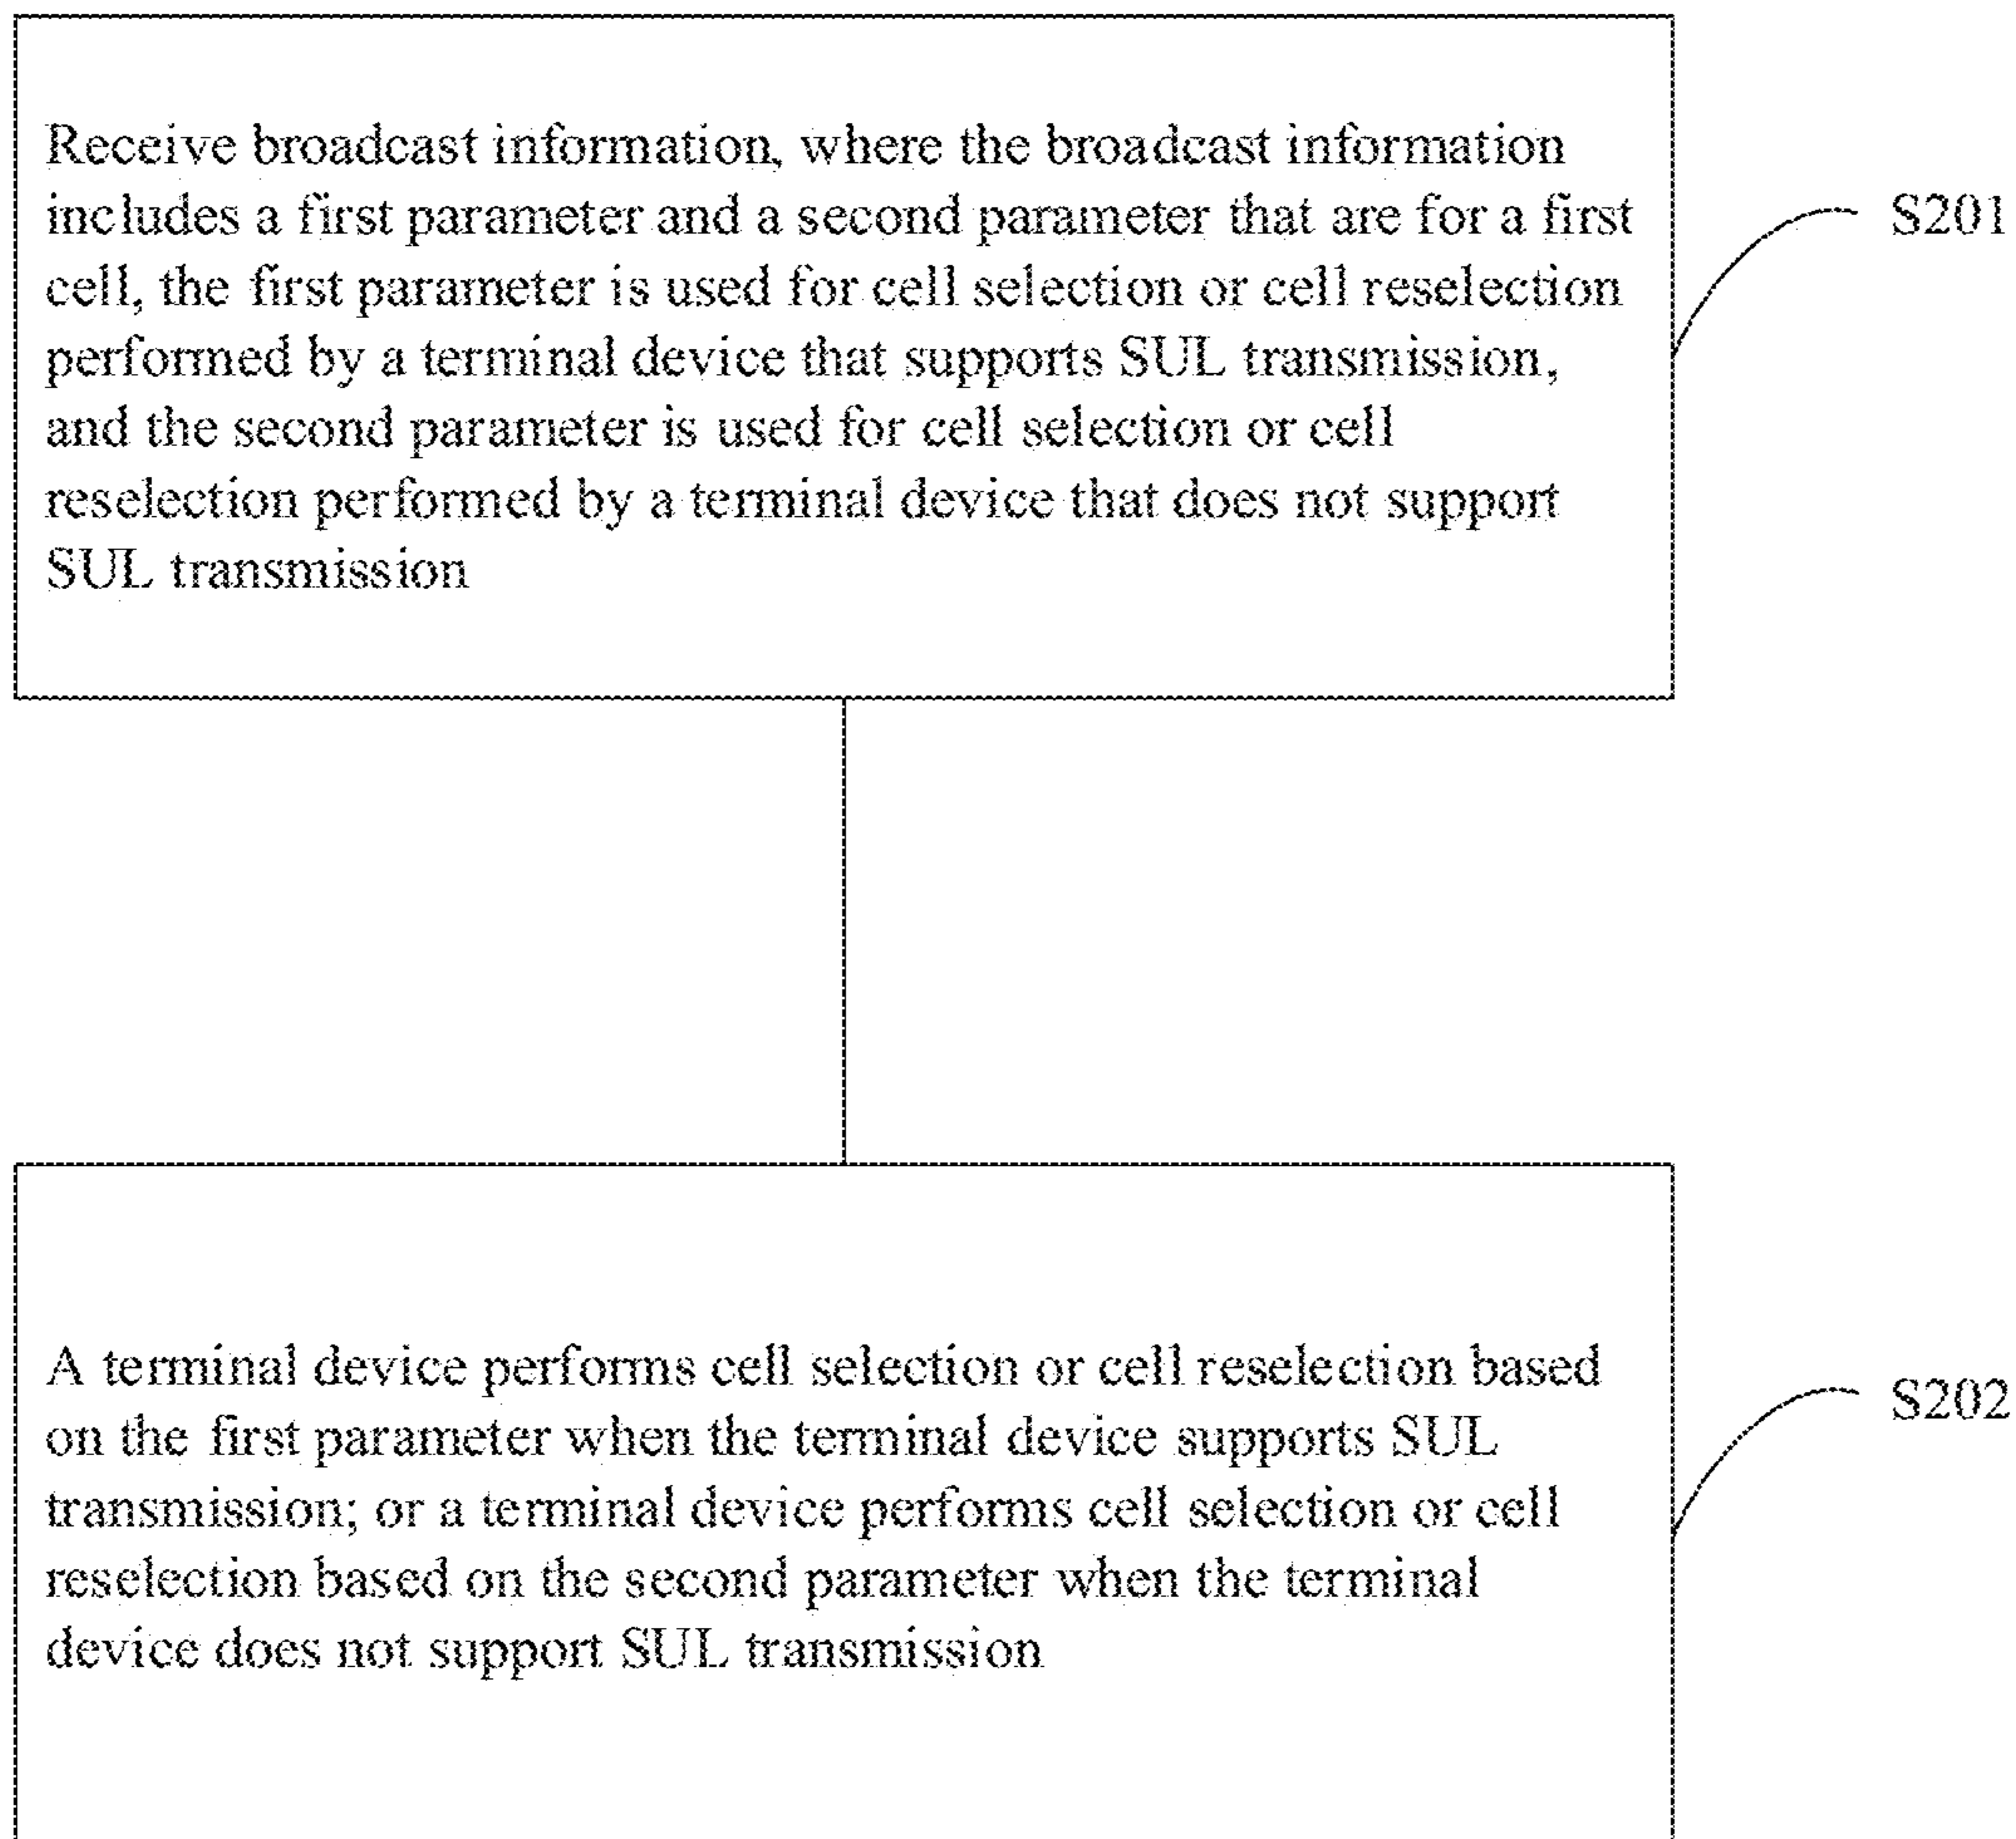 Receive broadcast information, where the broadcast information
includes a first parameter and a second parameter that are for a first
cell, the first parameter is used for cell selection or cell reselection
performed by a terminal device that supports SUL transmission,
and the second parameter is used for cell selection or cell
reselection performed by a terminal device that does not support
SUL transmission
S201
A terminal device performs cell selection or cell reselection based
on the first parameter when the terminal device supports SUL
transmission; or a terminal device performs cell selection or cell
reselection based on the second parameter when the terminal
device does not support SUL transmission
S202